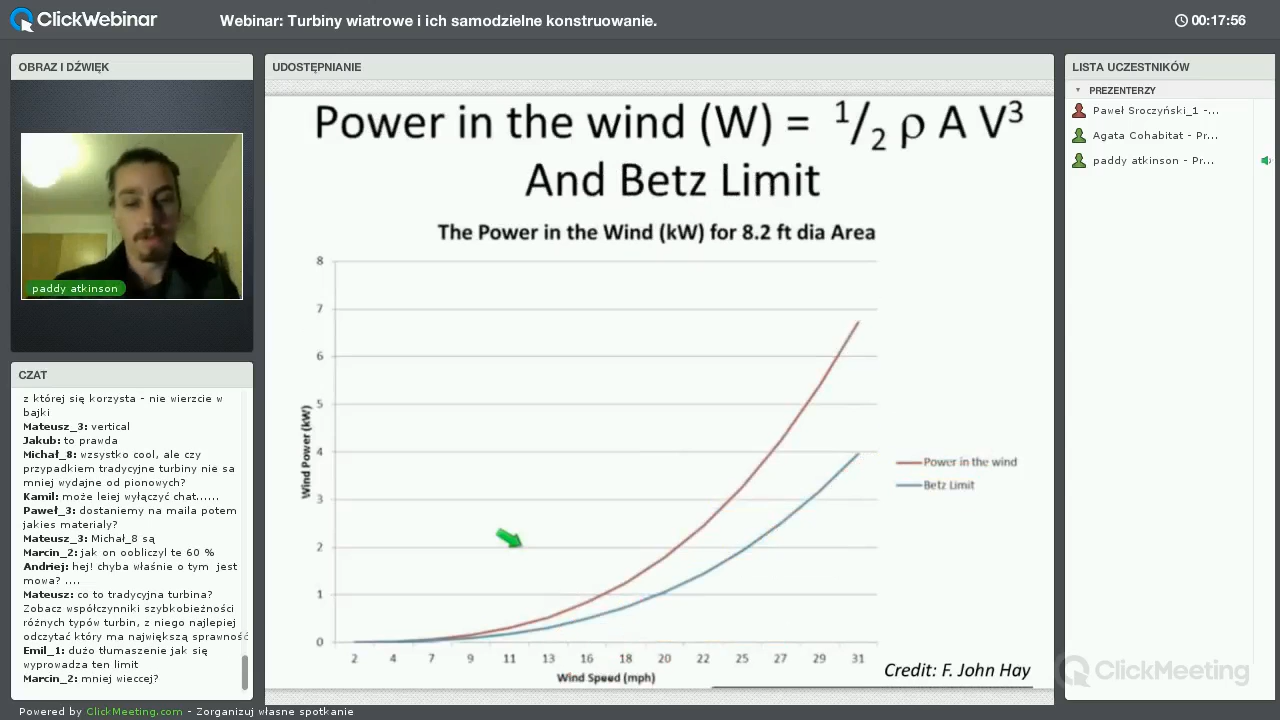 ClickWebinar
Webinar: Turbiny wiatrowe i ich samodzielne konstruowanie.
00:17:56
OBRAZ I DŹWIĘK
paddy atkinson
CZAT
z której się korzysta - nie wierzcie w
bajki
Mateusz_3: vertical
Jakub: to prawda
Michał_8: wzsystko cool, ale czy
przypadkiem tradycyjne turbiny nie sa
mniej wydajne od pionowych?
Kamil: może leiej wyłączyć chat......
Paweł_3: dostaniemy na maila potem
jakies materialy?
Mateusz_3: Michał_8 są
Marcin_2: jak on oobliczyl te 60 %
Andriej: hej! chyba właśnie o tym jest
mowa? ....
Mateusz: co to tradycyjna turbina?
Zobacz współczynniki szybkobieżności
różnych typów turbin, z niego najlepiej
odczytać który ma największą sprawność
Emil_1: dużo tłumaszenie jak się
wyprowadza ten limit
Marcin_2: mniej wieccej?
UDOSTĘPNIANIE
Power in the wind (W) = 1/2 ρ A V³
And Betz Limit
The Power in the Wind (kW) for 8.2 ft dia Area
8
7
6
5
4
3
2
1
0
Wind Power (kW)
2 4 7 9 11 13 16 18 20 22 25 27 29 31
Wind Speed (mph)
Power in the wind
Betz Limit
Credit: F. John Hay
LISTA UCZESTNIKÓW
PREZENTERZY
Paweł Sroczyński_1 -...
Agata Cohabitat - Pr...
paddy atkinson - Pr...
ClickMeeting
Powered by ClickMeeting.com - Zorganizuj własne spotkanie